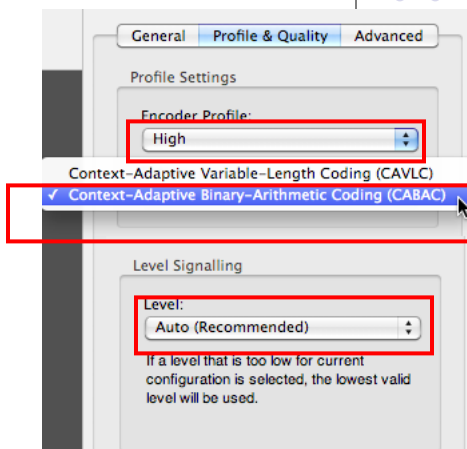 General Profile & Quality Advanced
Profile Settings
Encoder Profile:
High
Context-Adaptive Variable-Length Coding (CAVLC)
✓ Context-Adaptive Binary-Arithmetic Coding (CABAC)
Level Signalling
Level:
Auto (Recommended)
If a level that is too low for current
configuration is selected, the lowest valid
level will be used.